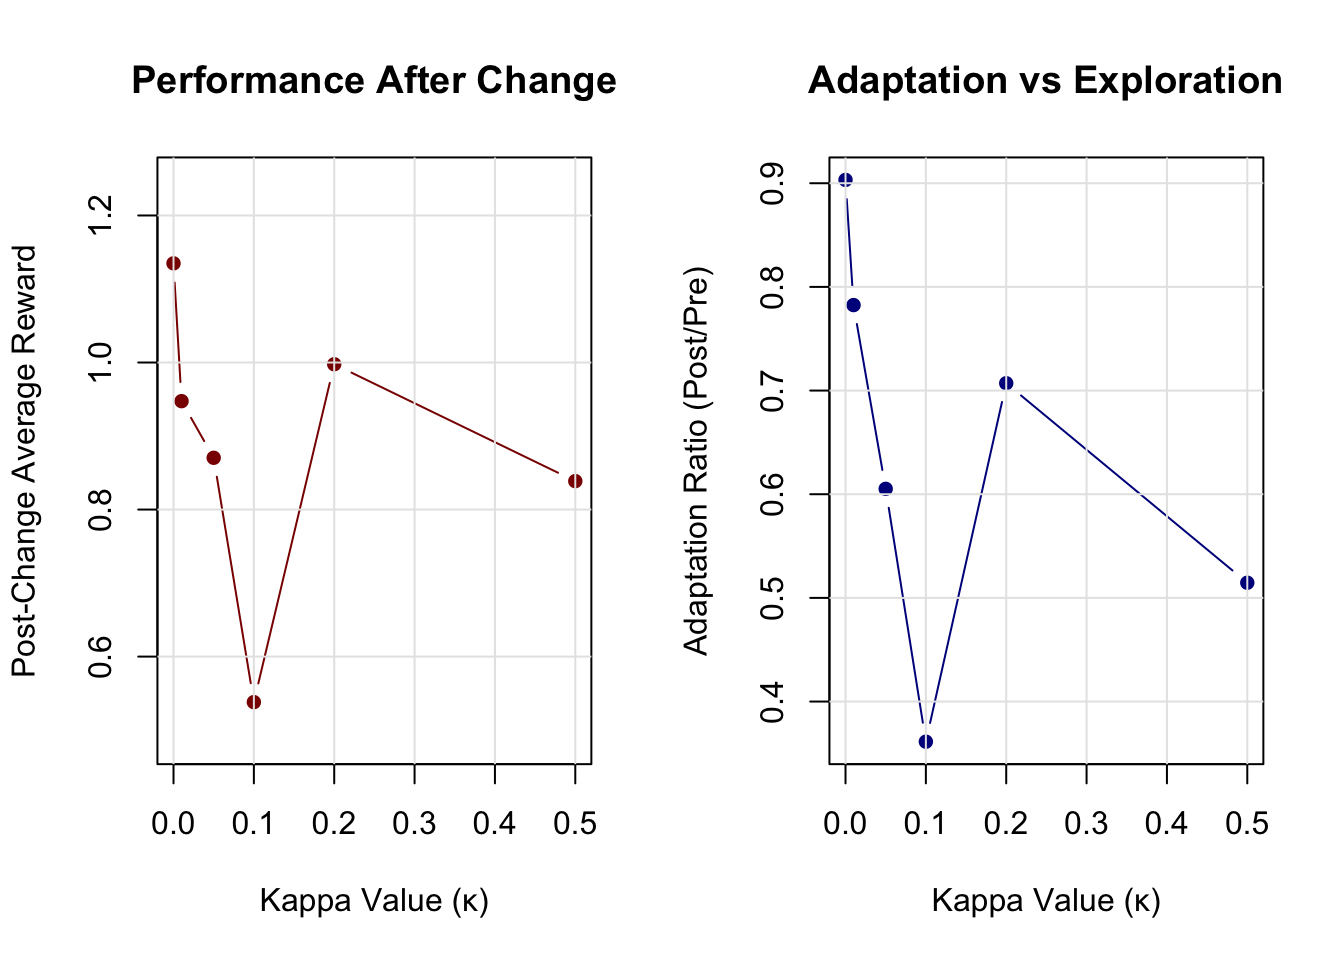 Performance After Change
Post-Change Average Reward
1.2
1.0
0.8
0.6
0.0 0.1 0.2 0.3 0.4 0.5
Kappa Value (κ)
Adaptation vs Exploration
Adaptation Ratio (Post/Pre)
0.9
0.8
0.7
0.6
0.5
0.4
0.0 0.1 0.2 0.3 0.4 0.5
Kappa Value (κ)